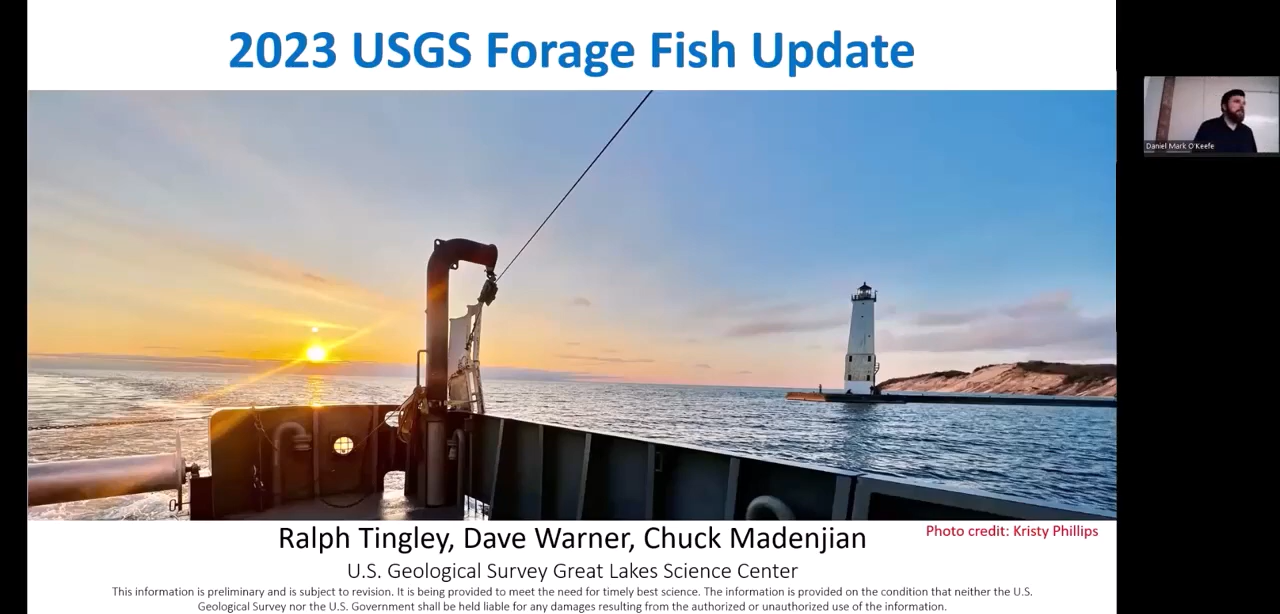 2023 USGS Forage Fish Update
Daniel Mark O'Keefe
Ralph Tingley, Dave Warner, Chuck Madenjian
Photo credit: Kristy Phillips
U.S. Geological Survey Great Lakes Science Center
This information is preliminary and is subject to revision. It is being provided to meet the need for timely best science. The information is provided on the condition that neither the U.S.
Geological Survey nor the U.S. Government shall be held liable for any damages resulting from the authorized or unauthorized use of the information.